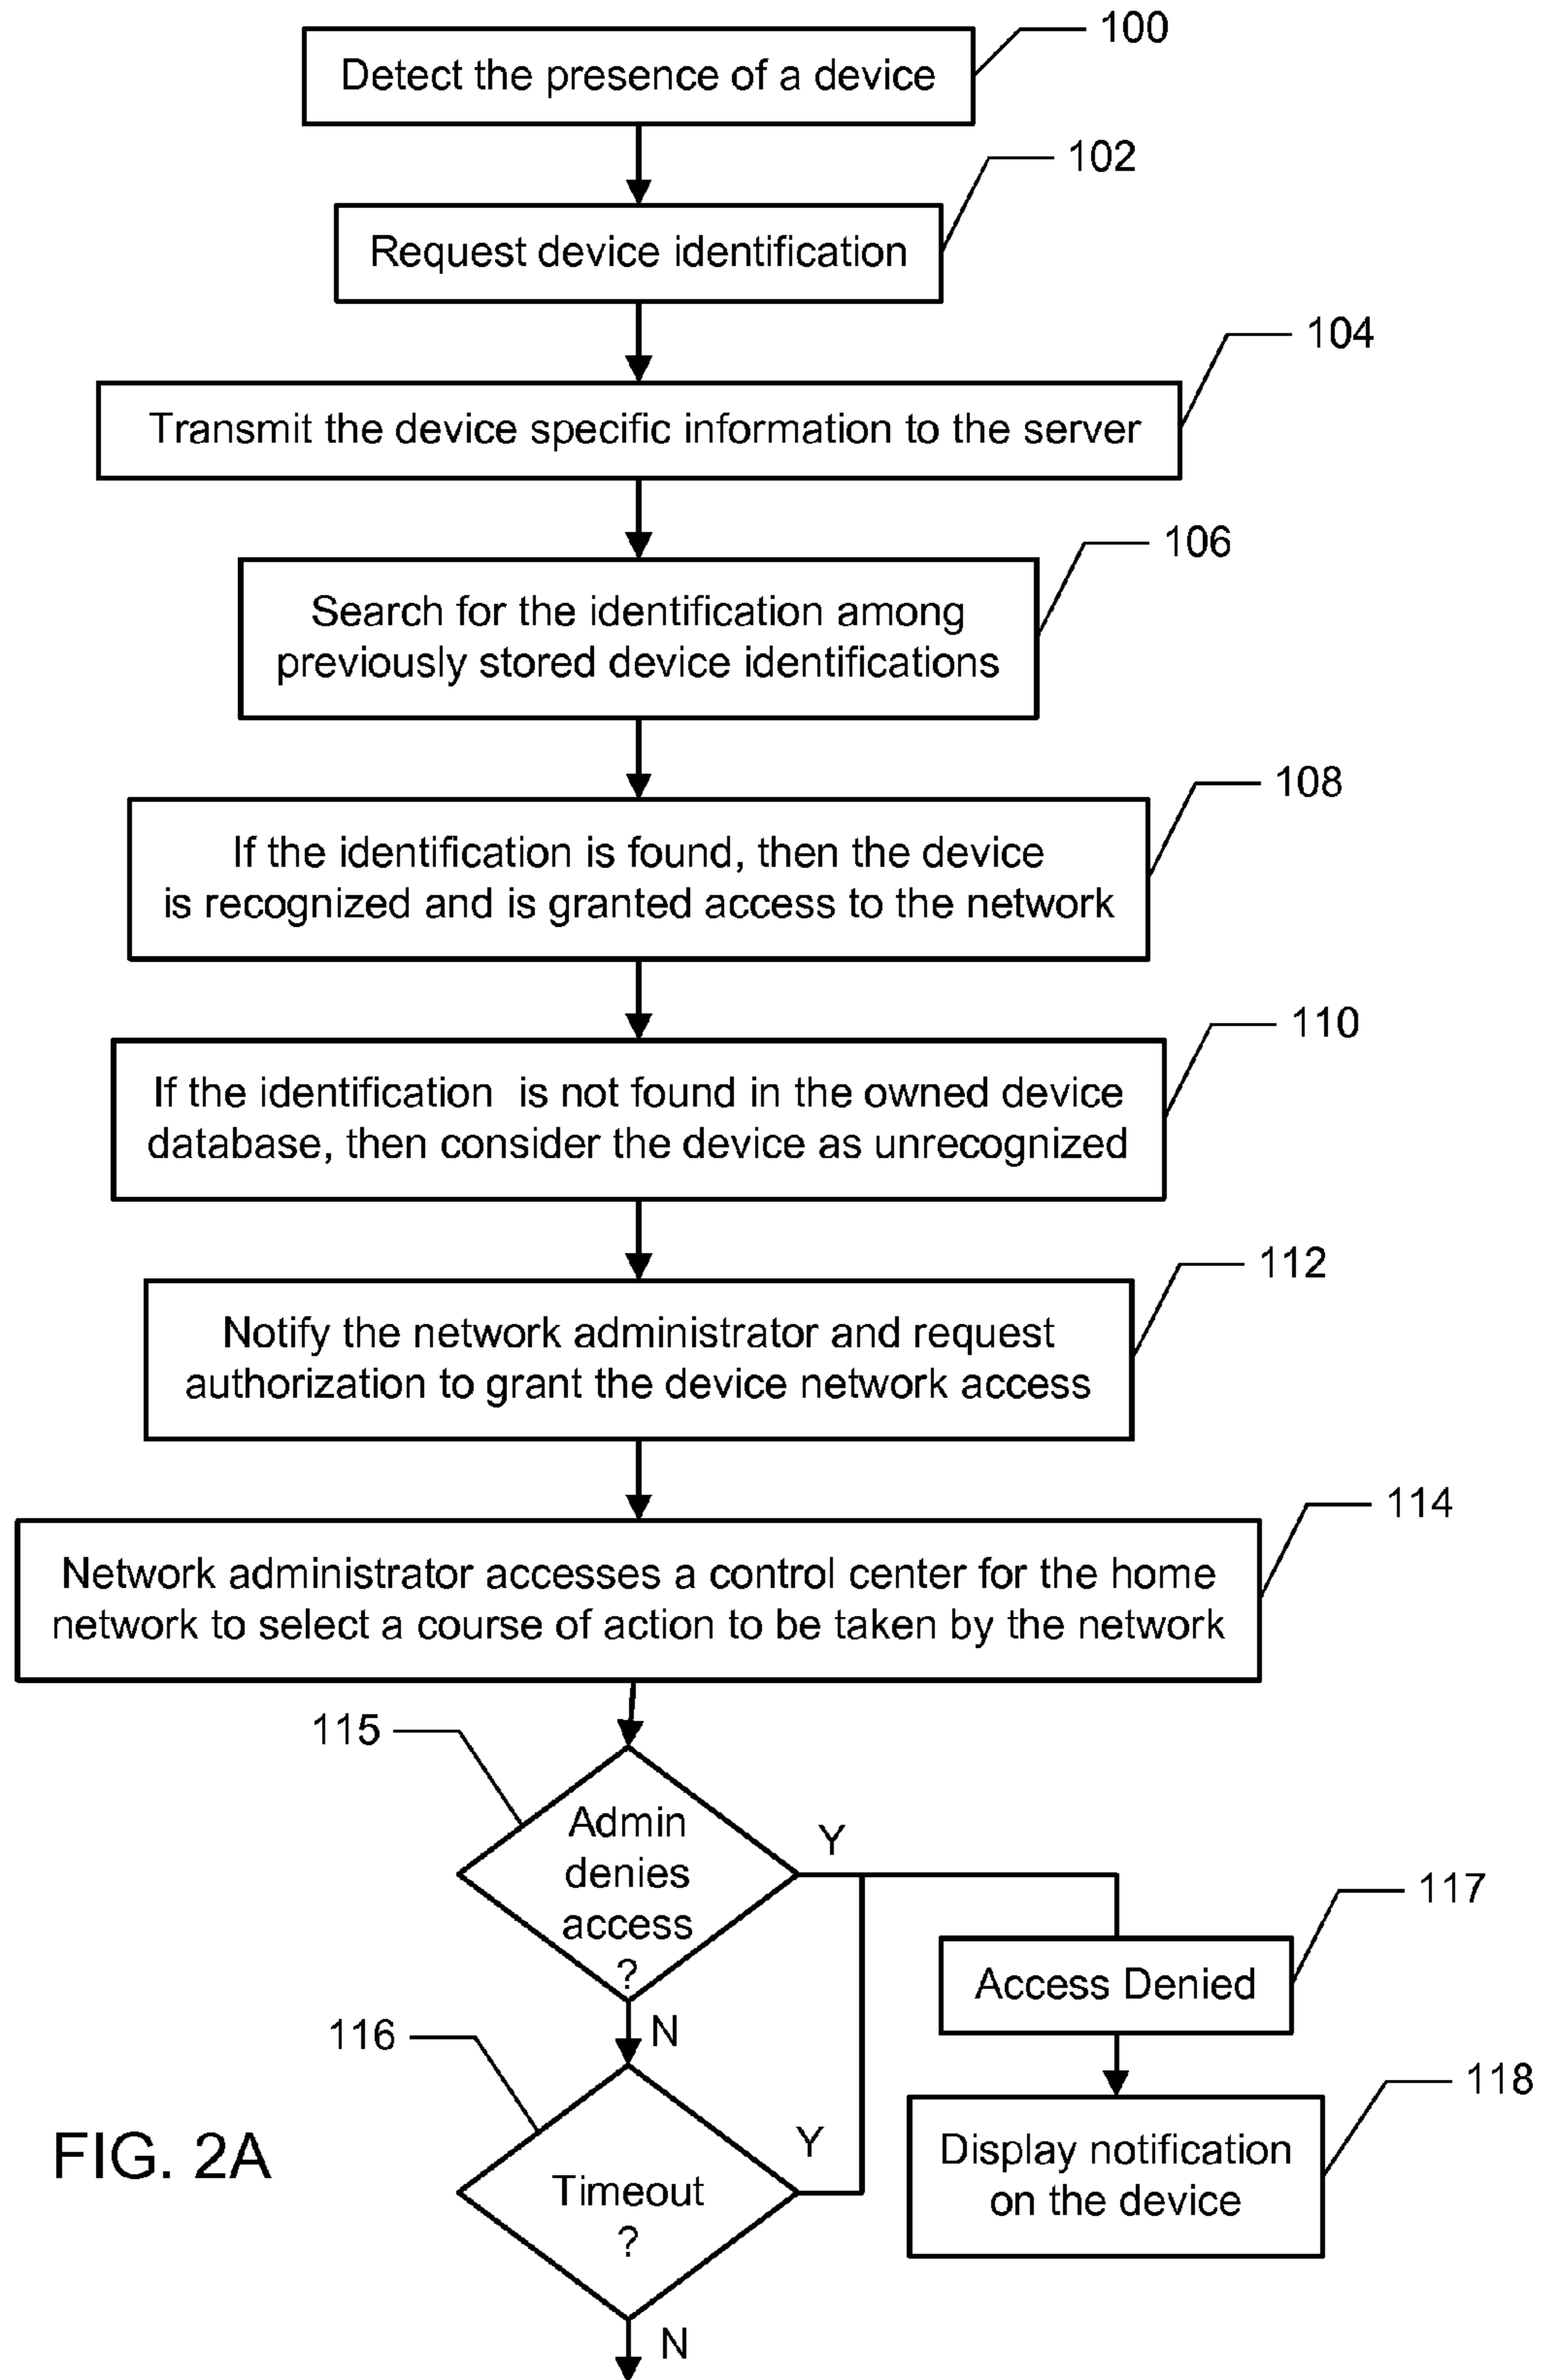 100
Detect the presence of a device
102
Request device identification
104
Transmit the device specific information to the server
106
Search for the identification among
previously stored device identifications
108
If the identification is found, then the device
is recognized and is granted access to the network
110
If the identification is not found in the owned device
database, then consider the device as unrecognized
112
Notify the network administrator and request
authorization to grant the device network access
114
Network administrator accesses a control center for the home
network to select a course of action to be taken by the network
115
Admin
denies
access
?
Y
N
117
Access Denied
116
Timeout
?
Y
N
118
Display notification
on the device
FIG. 2A